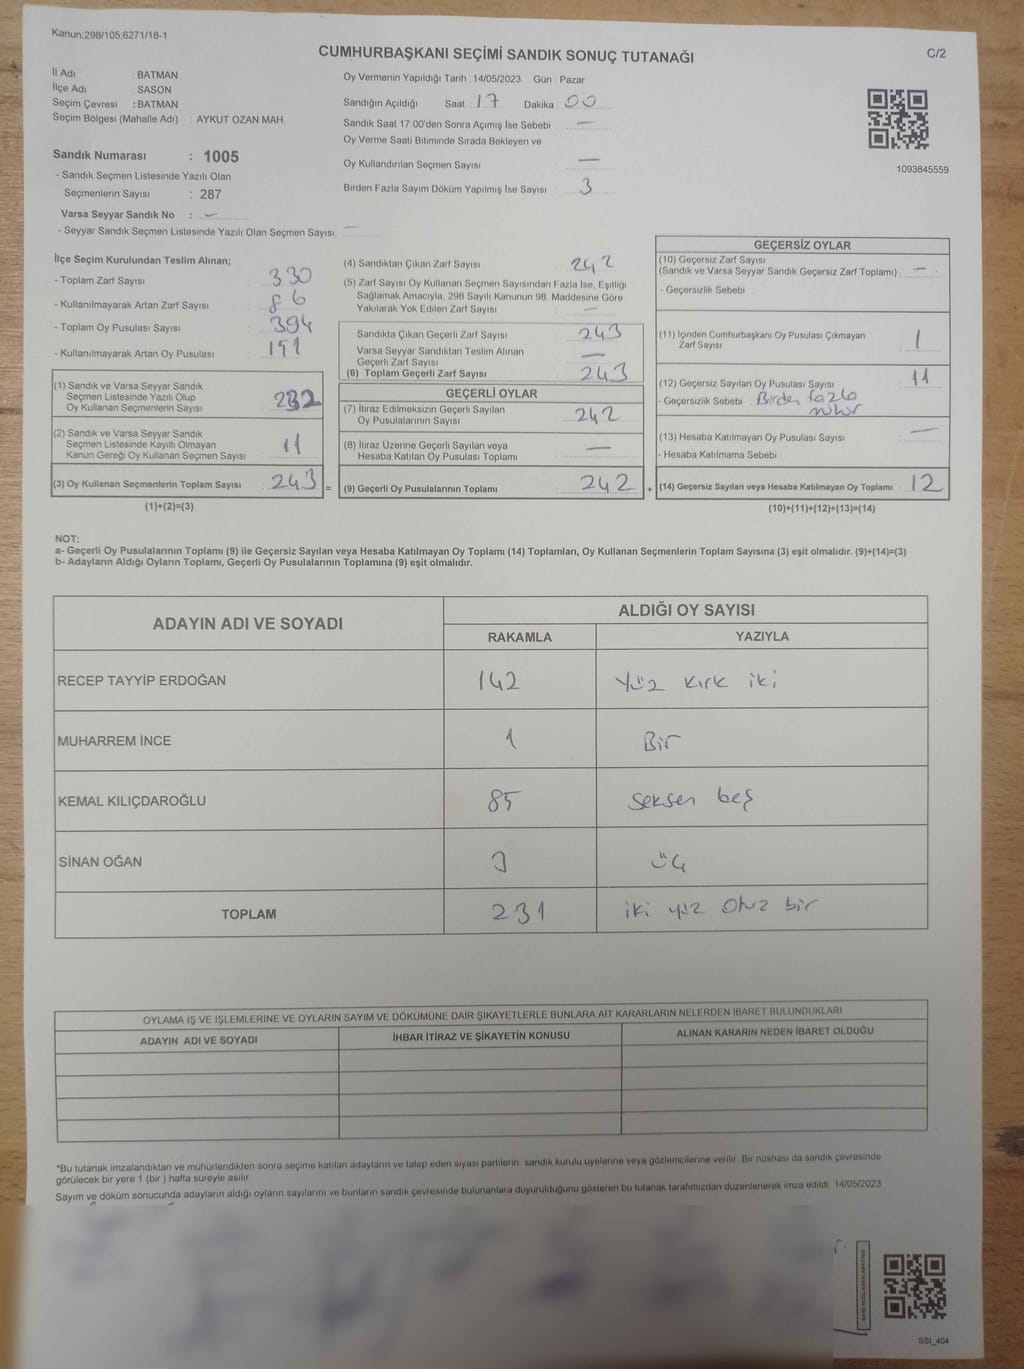 Kanun;298/105;6271/18-1
CUMHURBAŞKANI SEÇİMİ SANDIK SONUÇ TUTANAĞI
C/2
İl Adı : BATMAN
İlçe Adı : SASON
Seçim Çevresi : BATMAN
Seçim Bölgesi (Mahalle Adı) : AYKUT OZAN MAH.
Sandık Numarası : 1005
- Sandık Seçmen Listesinde Yazılı Olan
Seçmenlerin Sayısı : 287
Varsa Seyyar Sandık No : —
- Seyyar Sandık Seçmen Listesinde Yazılı Olan Seçmen Sayısı: —
Oy Vermenin Yapıldığı Tarih : 14/05/2023 Gün : Pazar
Sandığın Açıldığı Saat : 17 Dakika : 00
Sandık Saat 17:00'den Sonra Açımış İse Sebebi : —
Oy Verme Saati Bitiminde Sırada Bekleyen ve
Oy Kullandırılan Seçmen Sayısı : —
Birden Fazla Sayım Döküm Yapılmış İse Sayısı : 3
1093845559
İlçe Seçim Kurulundan Teslim Alınan;
- Toplam Zarf Sayısı : 330
- Kullanılmayarak Artan Zarf Sayısı : 86
- Toplam Oy Pusulası Sayısı : 394
- Kullanılmayarak Artan Oy Pusulası : 151
(1) Sandık ve Varsa Seyyar Sandık
Seçmen Listesinde Yazılı Olup
Oy Kullanan Seçmenlerin Sayısı : 232
(2) Sandık ve Varsa Seyyar Sandık
Seçmen Listesinde Kayıtlı Olmayan
Kanun Gereği Oy Kullanan Seçmen Sayısı : 11
(3) Oy Kullanan Seçmenlerin Toplam Sayısı : 243 =
(1)+(2)=(3)
(4) Sandıktan Çıkan Zarf Sayısı : 242
(5) Zarf Sayısı Oy Kullanan Seçmen Sayısından Fazla İse, Eşitliği
Sağlamak Amacıyla, 298 Sayılı Kanunun 98. Maddesine Göre
Yakılarak Yok Edilen Zarf Sayısı : —
Sandıkta Çıkan Geçerli Zarf Sayısı : 243
Varsa Seyyar Sandıktan Teslim Alınan
Geçerli Zarf Sayısı : —
(6) Toplam Geçerli Zarf Sayısı : 243
GEÇERLİ OYLAR
(7) İtiraz Edilmeksizin Geçerli Sayılan
Oy Pusulalarının Sayısı : 242
(8) İtiraz Üzerine Geçerli Sayılan veya
Hesaba Katılan Oy Pusulası Toplamı : —
(9) Geçerli Oy Pusulalarının Toplamı : 242 +
GEÇERSİZ OYLAR
(10) Geçersiz Zarf Sayısı
(Sandık ve Varsa Seyyar Sandık Geçersiz Zarf Toplamı) : —
- Geçersizlik Sebebi :
(11) İçinden Cumhurbaşkanı Oy Pusulası Çıkmayan
Zarf Sayısı : 1
(12) Geçersiz Sayılan Oy Pusulası Sayısı : 11
- Geçersizlik Sebebi : Birden fazla
mühür
(13) Hesaba Katılmayan Oy Pusulası Sayısı : —
- Hesaba Katılmama Sebebi :
(14) Geçersiz Sayılan veya Hesaba Katılmayan Oy Toplamı : 12
(10)+(11)+(12)+(13)=(14)
NOT:
a- Geçerli Oy Pusulalarının Toplamı (9) ile Geçersiz Sayılan veya Hesaba Katılmayan Oy Toplamı (14) Toplamları, Oy Kullanan Seçmenlerin Toplam Sayısına (3) eşit olmalıdır. (9)+(14)=(3)
b- Adayların Aldığı Oyların Toplamı, Geçerli Oy Pusulalarının Toplamına (9) eşit olmalıdır.
ADAYIN ADI VE SOYADI
ALDIĞI OY SAYISI
RAKAMLA YAZIYLA
RECEP TAYYİP ERDOĞAN 142 Yüz kırk iki
MUHARREM İNCE 1 Bir
KEMAL KILIÇDAROĞLU 85 Seksen beş
SİNAN OĞAN 3 üç
TOPLAM 231 iki yüz otuz bir
OYLAMA İŞ VE İŞLEMLERİNE VE OYLARIN SAYIM VE DÖKÜMÜNE DAİR ŞİKAYETLERLE BUNLARA AİT KARARLARIN NELERDEN İBARET BULUNDUKLARI
ADAYIN ADI VE SOYADI İHBAR İTİRAZ VE ŞİKAYETİN KONUSU ALINAN KARARIN NEDEN İBARET OLDUĞU
*Bu tutanak imzalandıktan ve mühürlendikten sonra seçime katılan adayların ve talep eden siyasi partilerin sandık kurulu üyelerine veya gözlemcilerine verilir. Bir nüshası da sandık çevresinde
görülecek bir yere 1 (bir ) hafta süreyle asılır.
Sayım ve döküm sonucunda adayların aldığı oyların sayılarını ve bunların sandık çevresinde bulunanlara duyurulduğunu gösteren bu tutanak tarafımızdan düzenlenerek imza edildi. 14/05/2023
SSI_404